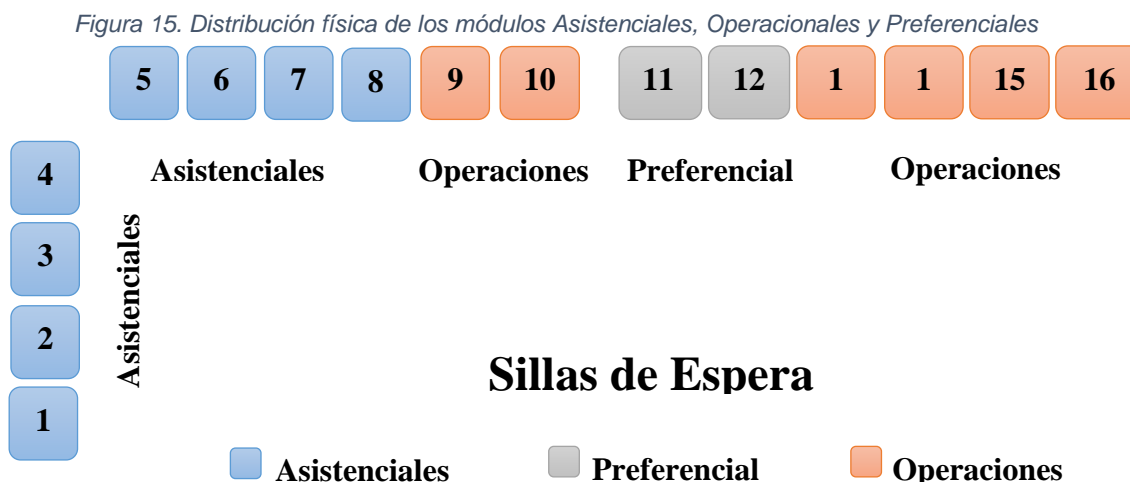 Figura 15. Distribución física de los módulos Asistenciales, Operacionales y Preferenciales
5 6 7 8 9 10 11 12 1 1 15 16
Asistenciales Operaciones Preferencial Operaciones
4
3
2
1
Asistenciales
Sillas de Espera
Asistenciales Preferencial Operaciones